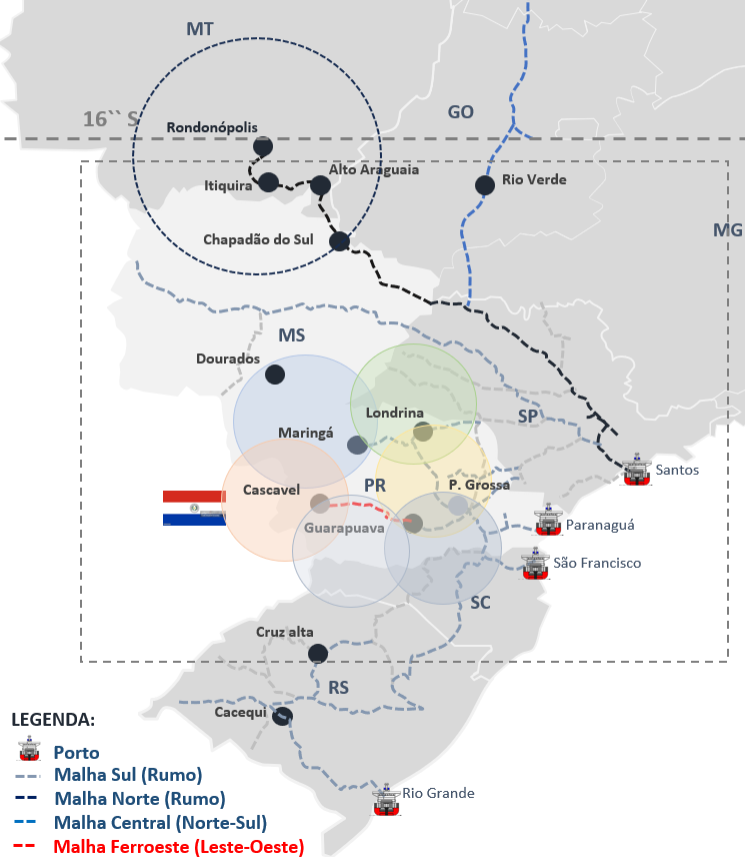 MT
16`` S
GO
Rondonópolis
Alto Araguaia
Itiquira
Rio Verde
Chapadão do Sul
MG
MS
Dourados
Londrina
SP
Maringá
Santos
Cascavel
PR
P. Grossa
Guarapuava
Paranaguá
São Francisco
SC
Cruz alta
RS
Cacequi
Rio Grande
LEGENDA:
Porto
Malha Sul (Rumo)
Malha Norte (Rumo)
Malha Central (Norte-Sul)
Malha Ferroeste (Leste-Oeste)